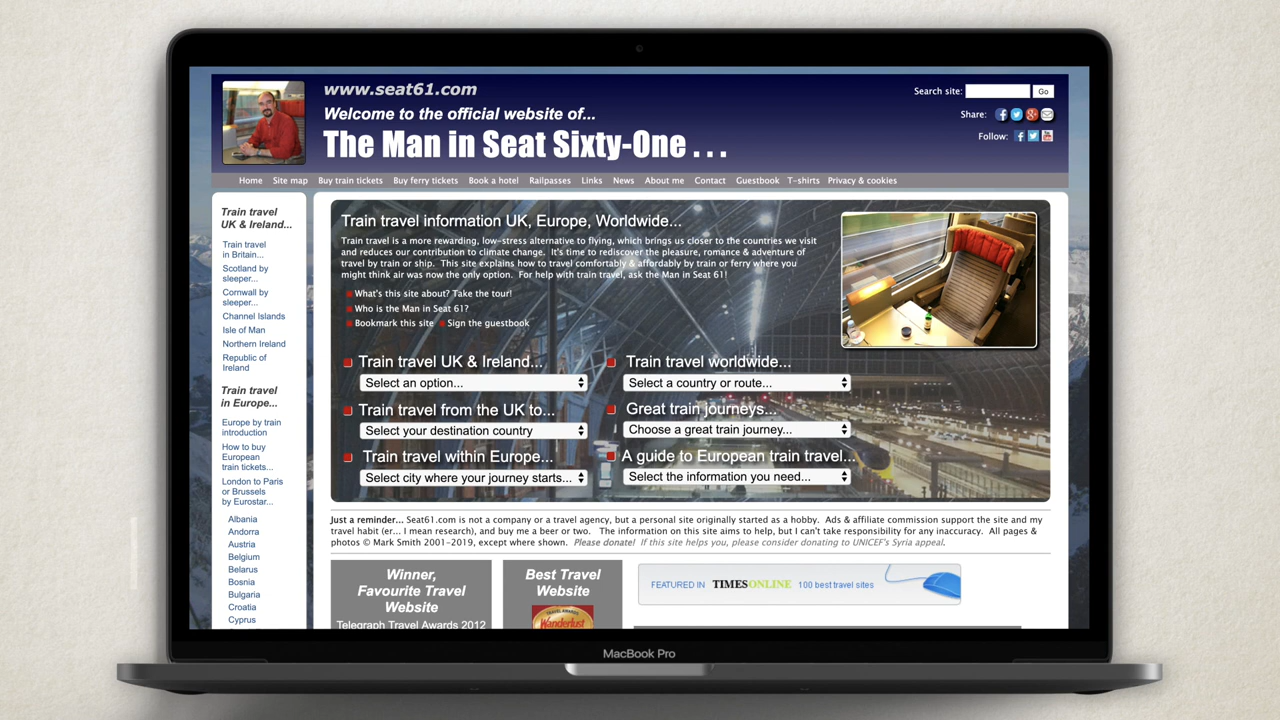 www.seat61.com
Welcome to the official website of...
The Man in Seat Sixty-One . . .
Search site:
Go
Share:
Follow:
Home Site map Buy train tickets Buy ferry tickets Book a hotel Railpasses Links News About me Contact Guestbook T-shirts Privacy & cookies
Train travel
UK & Ireland...
Train travel
in Britain...
Scotland by
sleeper...
Cornwall by
sleeper...
Channel Islands
Isle of Man
Northern Ireland
Republic of
Ireland
Train travel
in Europe...
Europe by train
introduction
How to buy
European
train tickets...
London to Paris
or Brussels
by Eurostar...
Albania
Andorra
Austria
Belgium
Belarus
Bosnia
Bulgaria
Croatia
Cyprus
Train travel information UK, Europe, Worldwide...
Train travel is a more rewarding, low-stress alternative to flying, which brings us closer to the countries we visit
and reduces our contribution to climate change. It's time to rediscover the pleasure, romance & adventure of
travel by train or ship. This site explains how to travel comfortably & affordably by train or ferry where you
might think air was now the only option. For help with train travel, ask the Man in Seat 61!
What's this site about? Take the tour!
Who is the Man in Seat 61?
Bookmark this site Sign the guestbook
Train travel UK & Ireland...
Select an option...
Train travel from the UK to...
Select your destination country
Train travel within Europe...
Select city where your journey starts...
Train travel worldwide...
Select a country or route...
Great train journeys...
Choose a great train journey...
A guide to European train travel...
Select the information you need...
Just a reminder... Seat61.com is not a company or a travel agency, but a personal site originally started as a hobby. Ads & affiliate commission support the site and my
travel habit (er... I mean research), and buy me a beer or two. The information on this site aims to help, but I can't take responsibility for any inaccuracy. All pages &
photos © Mark Smith 2001-2019, except where shown. Please donate! If this site helps you, please consider donating to UNICEF's Syria appeal.
Winner,
Favourite Travel
Website
Telegraph Travel Awards 2012
Best Travel
Website
TRAVEL AWARDS
Wanderlust
FEATURED IN TIMESONLINE 100 best travel sites
MacBook Pro